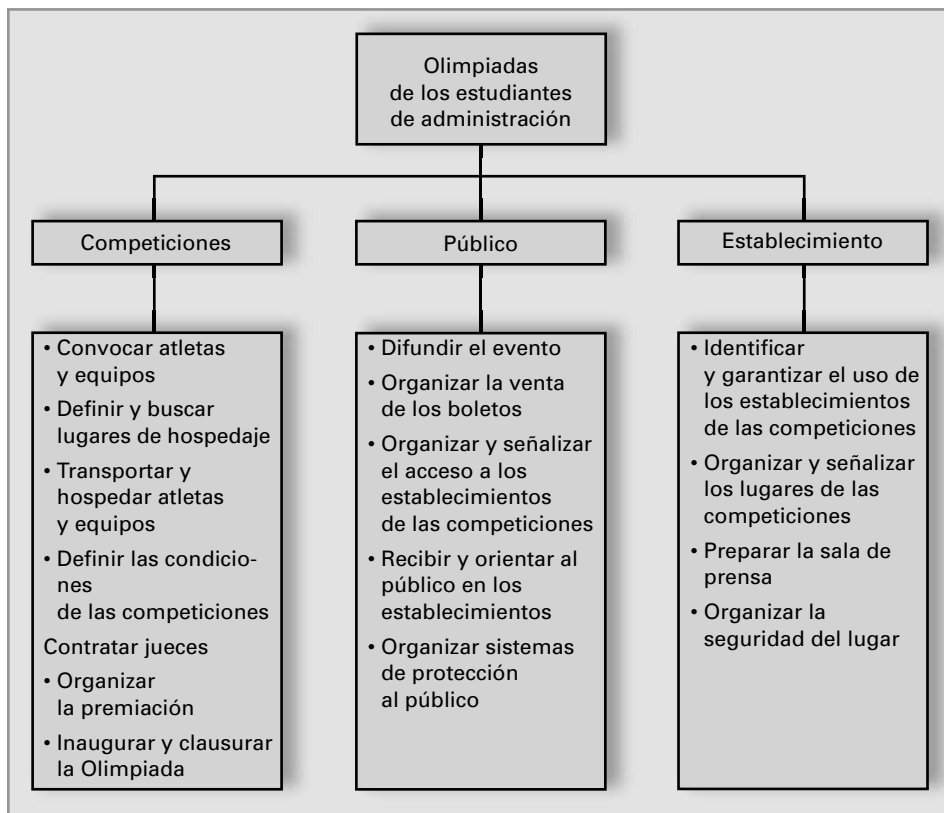 Olimpiadas
de los estudiantes
de administración
Competiciones
Público
Establecimiento
• Convocar atletas
y equipos
• Definir y buscar
lugares de hospedaje
• Transportar y
hospedar atletas
y equipos
• Definir las condicio-
nes
de las competiciones
Contratar jueces
• Organizar
la premiación
• Inaugurar y clausurar
la Olimpiada
• Difundir el evento
• Organizar la venta
de los boletos
• Organizar y señalizar
el acceso a los
establecimientos
de las competiciones
• Recibir y orientar al
público en los
establecimientos
• Organizar sistemas
de protección
al público
• Identificar
y garantizar el uso de
los establecimientos
de las competiciones
• Organizar y señalizar
los lugares de las
competiciones
• Preparar la sala de
prensa
• Organizar la
seguridad del lugar